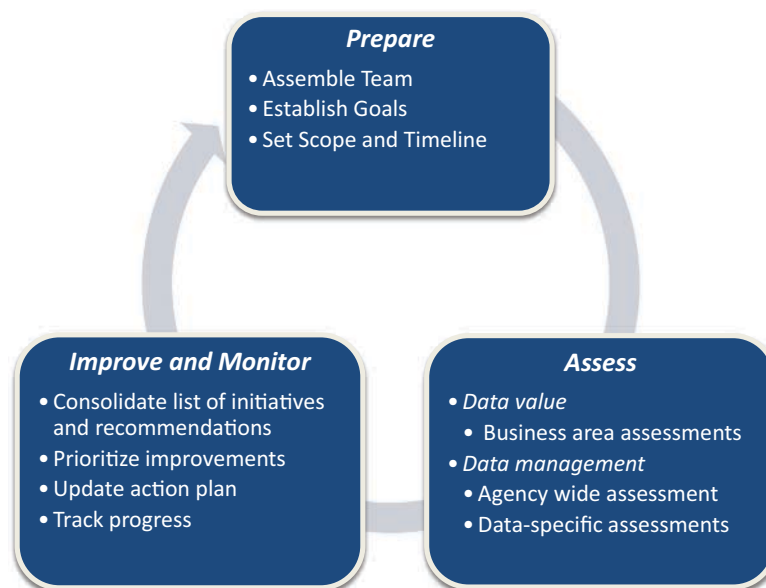 Prepare
• Assemble Team
• Establish Goals
• Set Scope and Timeline
Improve and Monitor
• Consolidate list of initiatives
and recommendations
• Prioritize improvements
• Update action plan
• Track progress
Assess
• Data value
• Business area assessments
• Data management
• Agency wide assessment
• Data-specific assessments